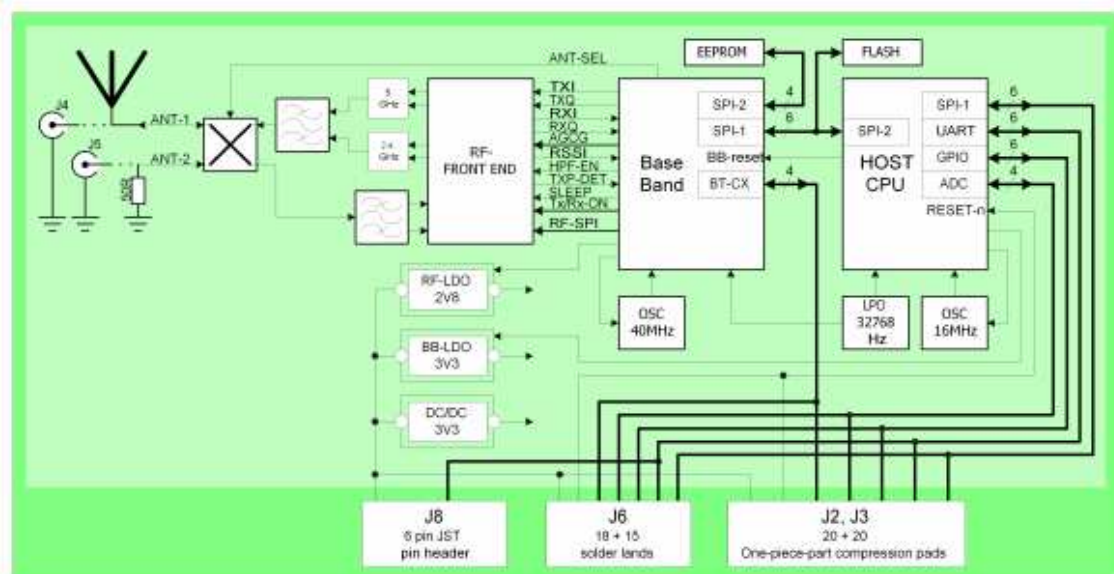 ANT-SEL
EEPROM
FLASH
J4
ANT-1
J5
ANT-2
50R
5
GHz
2.4
GHz
RF-
FRONT END
TXI
TXQ
RXI
RXQ
AGCG
RSSI
HPF-EN
TXP-DET
SLEEP
Tx/Rx-ON
RF-SPI
Base
Band
SPI-2
4
SPI-1
6
BB-reset
BT-CX
4
SPI-2
HOST
CPU
SPI-1
6
UART
6
GPIO
6
ADC
4
RESET-n
RF-LDO
2V8
BB-LDO
3V3
DC/DC
3V3
OSC
40MHz
LPO
32768
Hz
OSC
16MHz
J8
6 pin JST
pin header
J6
18 + 15
solder lands
J2, J3
20 + 20
One-piece-part compression pads